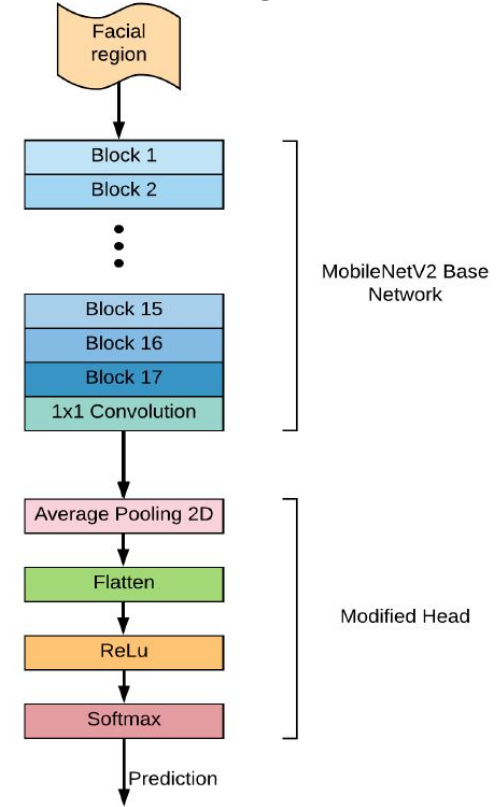 Facial
region
Block 1
Block 2
Block 15
Block 16
Block 17
1x1 Convolution
MobileNetV2 Base
Network
Average Pooling 2D
Flatten
ReLu
Softmax
Modified Head
Prediction